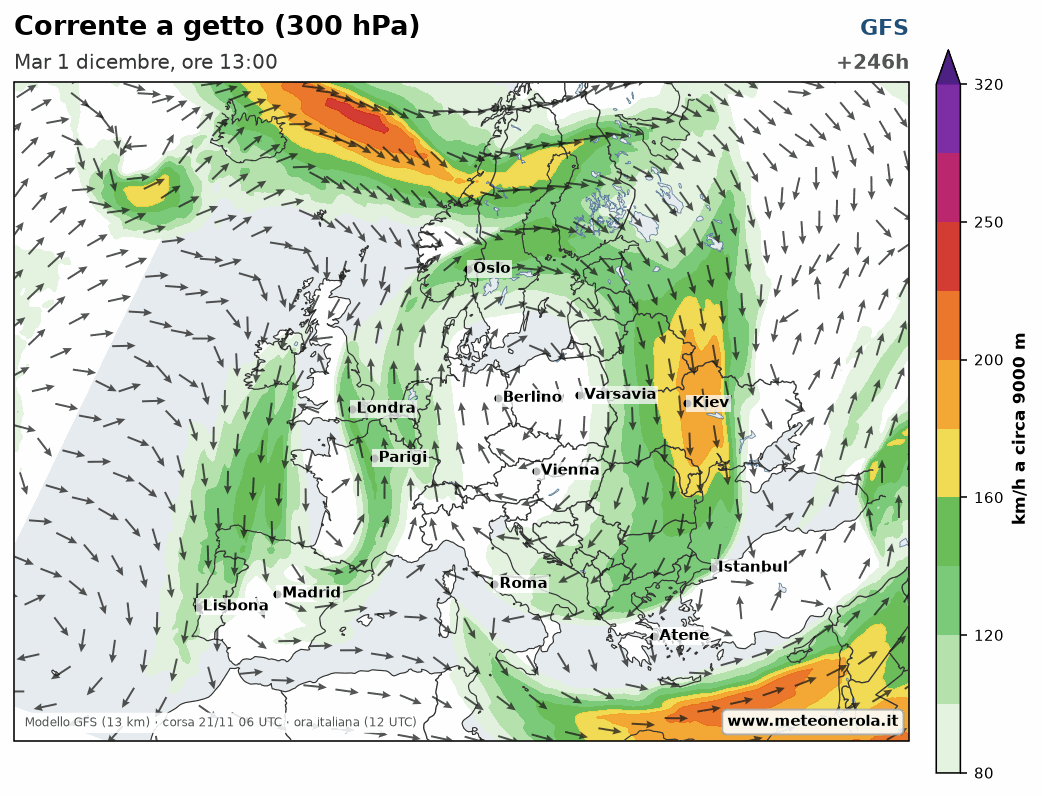 Corrente a getto (300 hPa)
GFS
Mar 1 dicembre, ore 13:00
+246h
320
250
200
160
120
80
km/h a circa 9000 m
Oslo
Berlino
Varsavia
Kiev
Londra
Parigi
Vienna
Istanbul
Roma
Madrid
Lisbona
Atene
Modello GFS (13 km) · corsa 21/11 06 UTC · ora italiana (12 UTC)
www.meteonerola.it